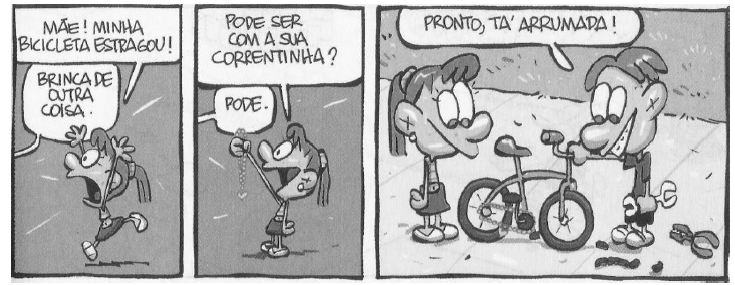 MÃE! MINHA
BICICLETA ESTRAGOU!
BRINCA DE
OUTRA
COISA.
PODE SER
COM A SUA
CORRENTINHA?
PODE.
PRONTO, TA' ARRUMADA!